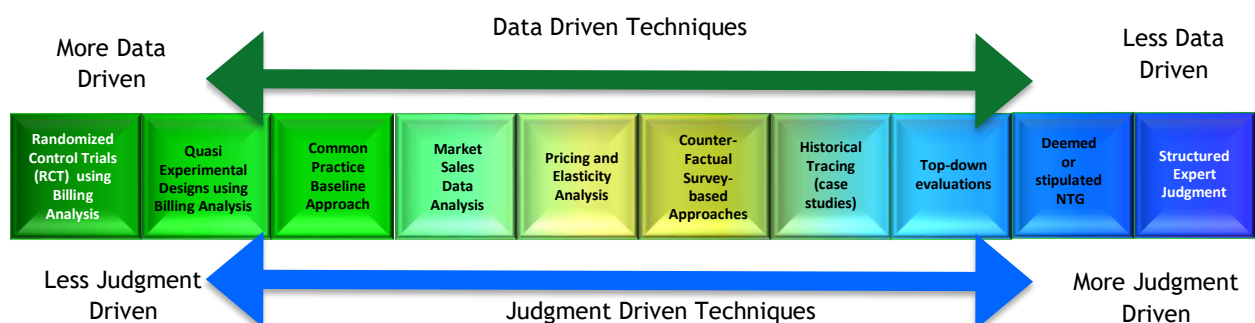 Data Driven Techniques
More Data
Driven
Less Data
Driven
Randomized
Control Trials
(RCT) using
Billing
Analysis
Quasi
Experimental
Designs using
Billing Analysis
Common
Practice
Baseline
Approach
Market
Sales
Data
Analysis
Pricing and
Elasticity
Analysis
Counter-
Factual
Survey-
based
Approaches
Historical
Tracing
(case
studies)
Top-down
evaluations
Deemed
or
stipulated
NTG
Structured
Expert
Judgment
Less Judgment
Driven
Judgment Driven Techniques
More Judgment
Driven